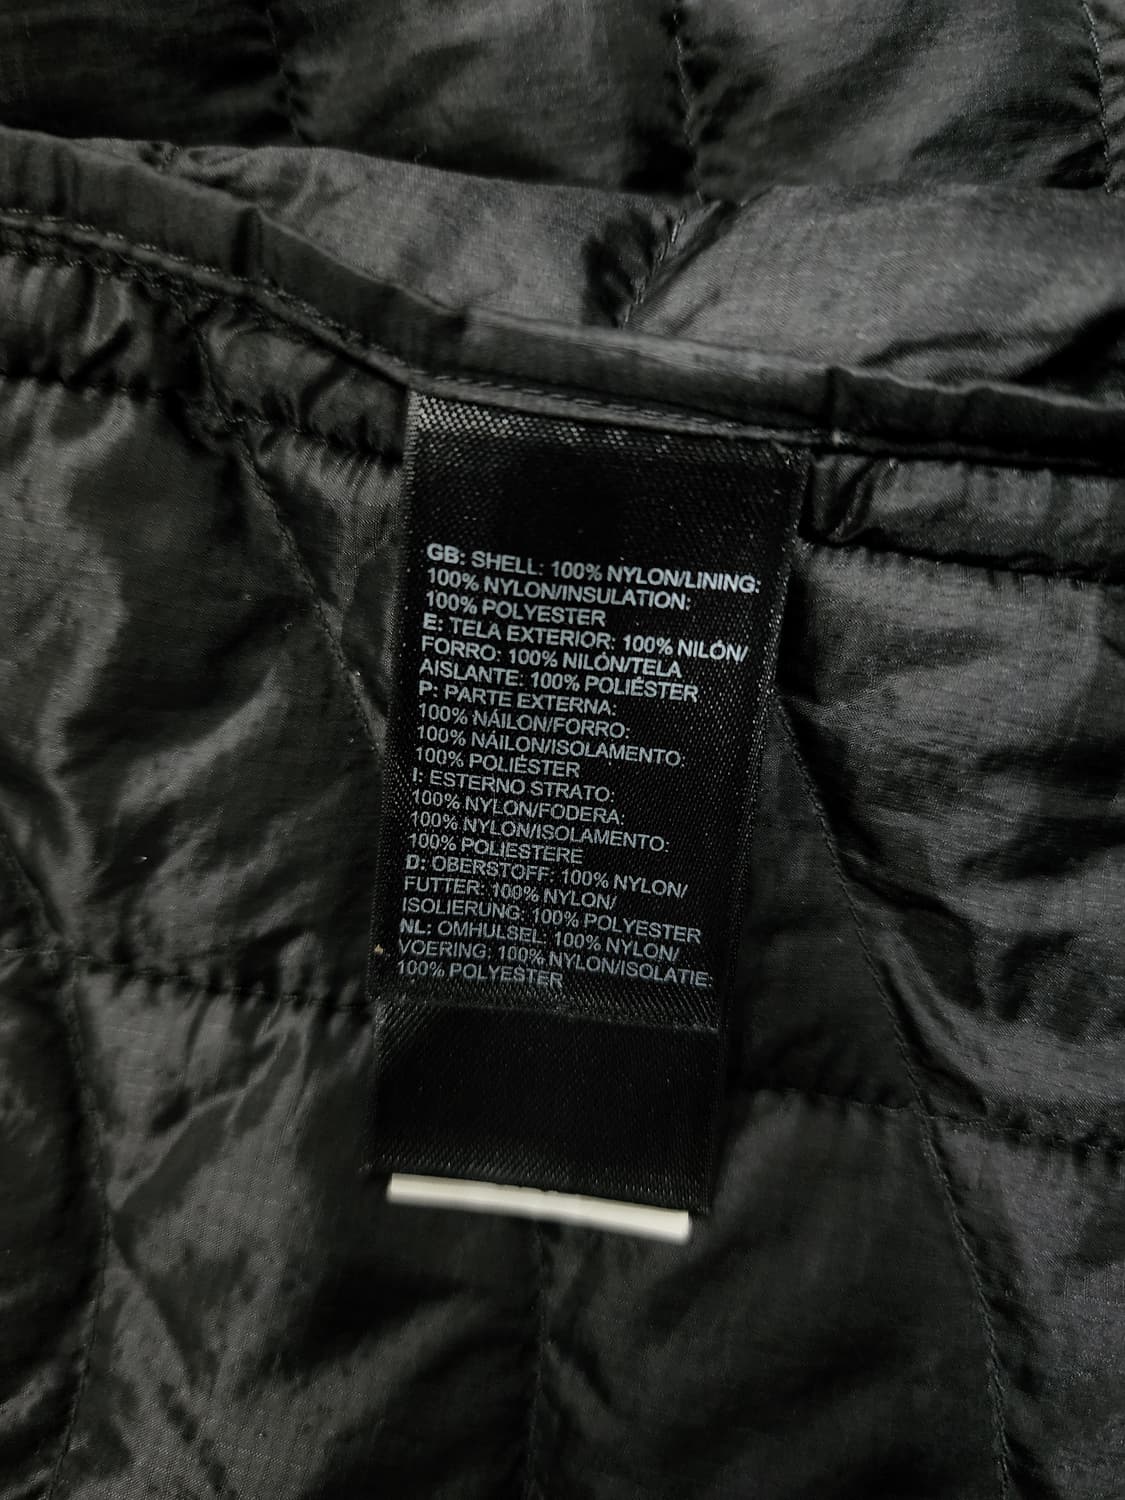 GB: SHELL: 100% NYLON/LINING:
100% NYLON/INSULATION:
100% POLYESTER
E: TELA EXTERIOR: 100% NILÓN/
FORRO: 100% NILÓN/TELA
AISLANTE: 100% POLIÉSTER
P: PARTE EXTERNA:
100% NÁILON/FORRO:
100% NÁILON/ISOLAMENTO:
100% POLIÉSTER
I: ESTERNO STRATO:
100% NYLON/FODERA:
100% NYLON/ISOLAMENTO:
100% POLIESTERE
D: OBERSTOFF: 100% NYLON/
FUTTER: 100% NYLON/
ISOLIERUNG: 100% POLYESTER
NL: OMHULSEL: 100% NYLON/
VOERING: 100% NYLON/ISOLATIE:
100% POLYESTER